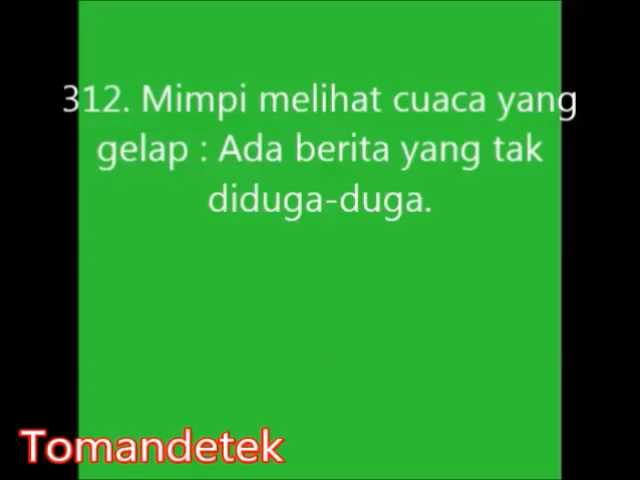 312. Mimpi melihat cuaca yang
gelap : Ada berita yang tak
diduga-duga.
Tomandetek